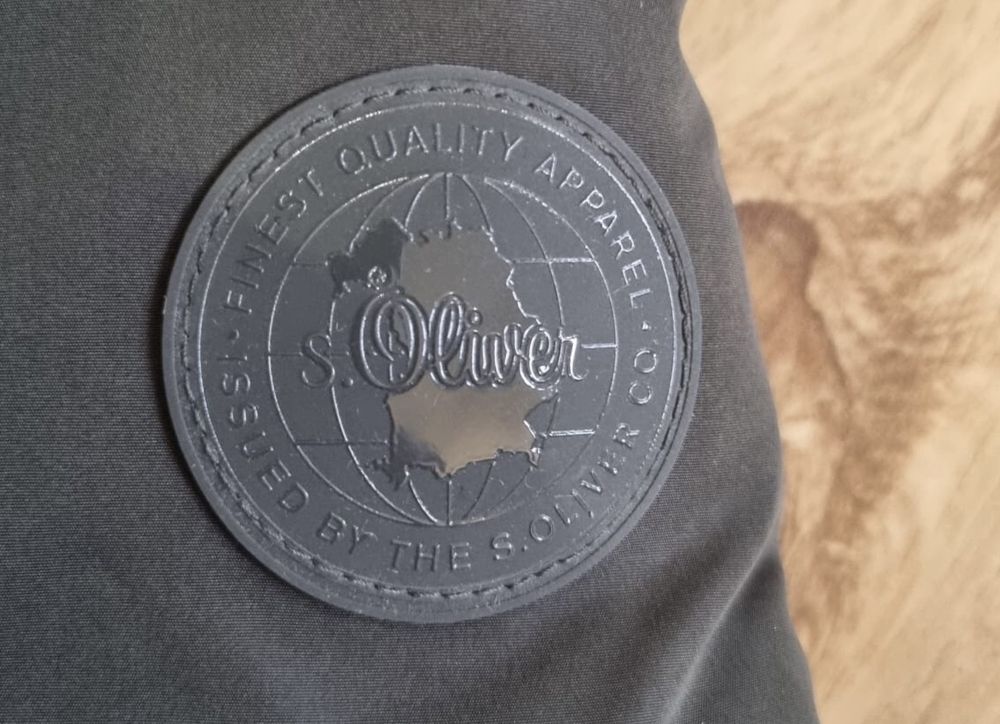 · FINEST QUALITY APPAREL ·
S.Oliver®
ISSUED BY THE S.OLIVER CO.